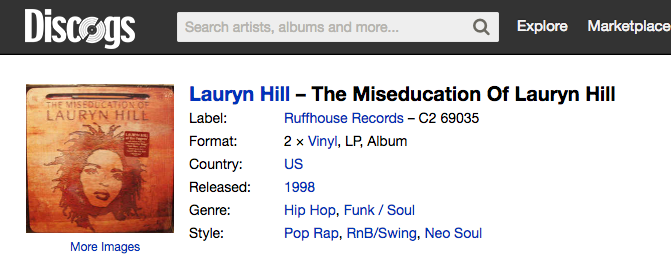 Discogs
Search artists, albums and more...
Explore
Marketplace
THE MISEDUCATION OF
LAURYN HILL
Lauryn Hill – The Miseducation Of Lauryn Hill
Label: Ruffhouse Records – C2 69035
Format: 2 × Vinyl, LP, Album
Country: US
Released: 1998
Genre: Hip Hop, Funk / Soul
Style: Pop Rap, RnB/Swing, Neo Soul
More Images